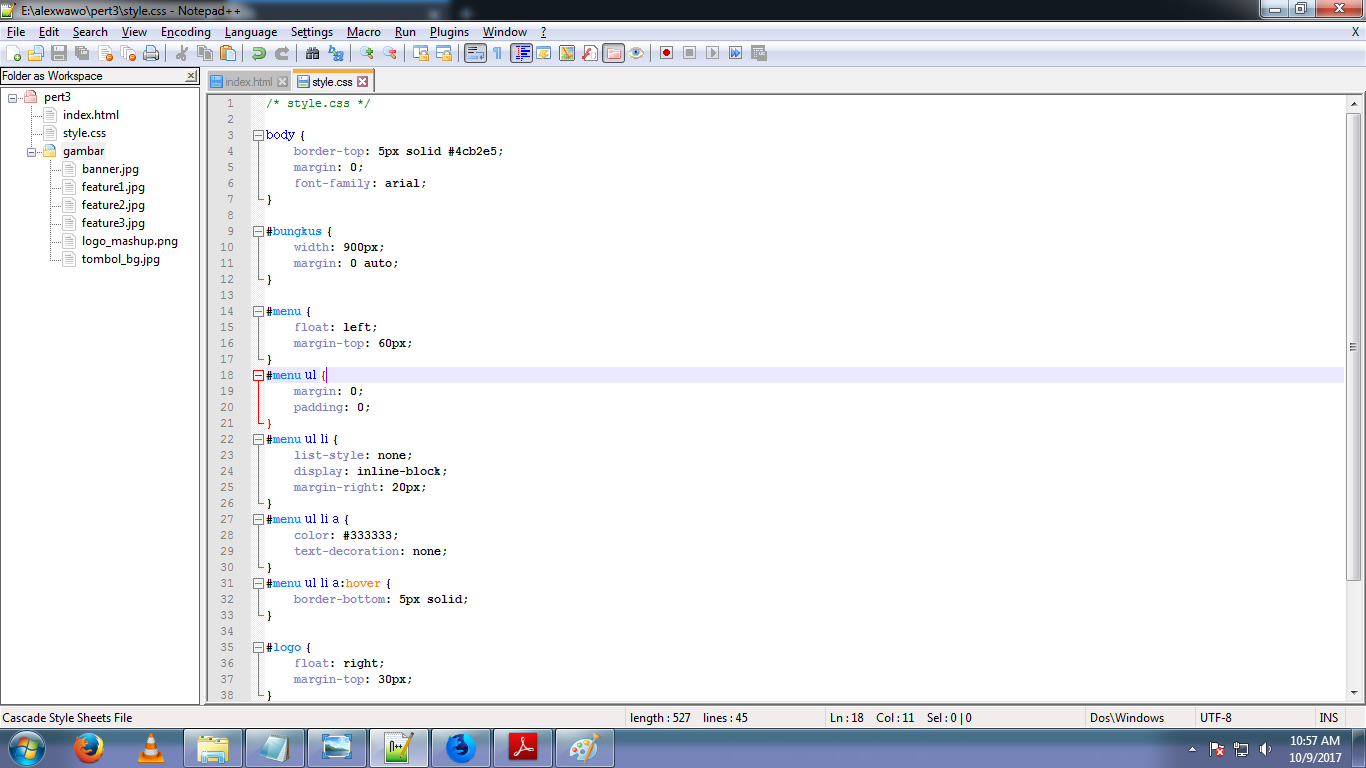 E:\alexwawo\pert3\style.css - Notepad++
File Edit Search View Encoding Language Settings Macro Run Plugins Window ? X
Folder as Workspace
pert3
index.html
style.css
gambar
banner.jpg
feature1.jpg
feature2.jpg
feature3.jpg
logo_mashup.png
tombol_bg.jpg
index.html style.css
1 /* style.css */
2
3 body {
4 border-top: 5px solid #4cb2e5;
5 margin: 0;
6 font-family: arial;
7 }
8
9 #bungkus {
10 width: 900px;
11 margin: 0 auto;
12 }
13
14 #menu {
15 float: left;
16 margin-top: 60px;
17 }
18 #menu ul {
19 margin: 0;
20 padding: 0;
21 }
22 #menu ul li {
23 list-style: none;
24 display: inline-block;
25 margin-right: 20px;
26 }
27 #menu ul li a {
28 color: #333333;
29 text-decoration: none;
30 }
31 #menu ul li a:hover {
32 border-bottom: 5px solid;
33 }
34
35 #logo {
36 float: right;
37 margin-top: 30px;
38 }
Cascade Style Sheets File length : 527 lines : 45 Ln : 18 Col : 11 Sel : 0 | 0 Dos\Windows UTF-8 INS
10:57 AM
10/9/2017